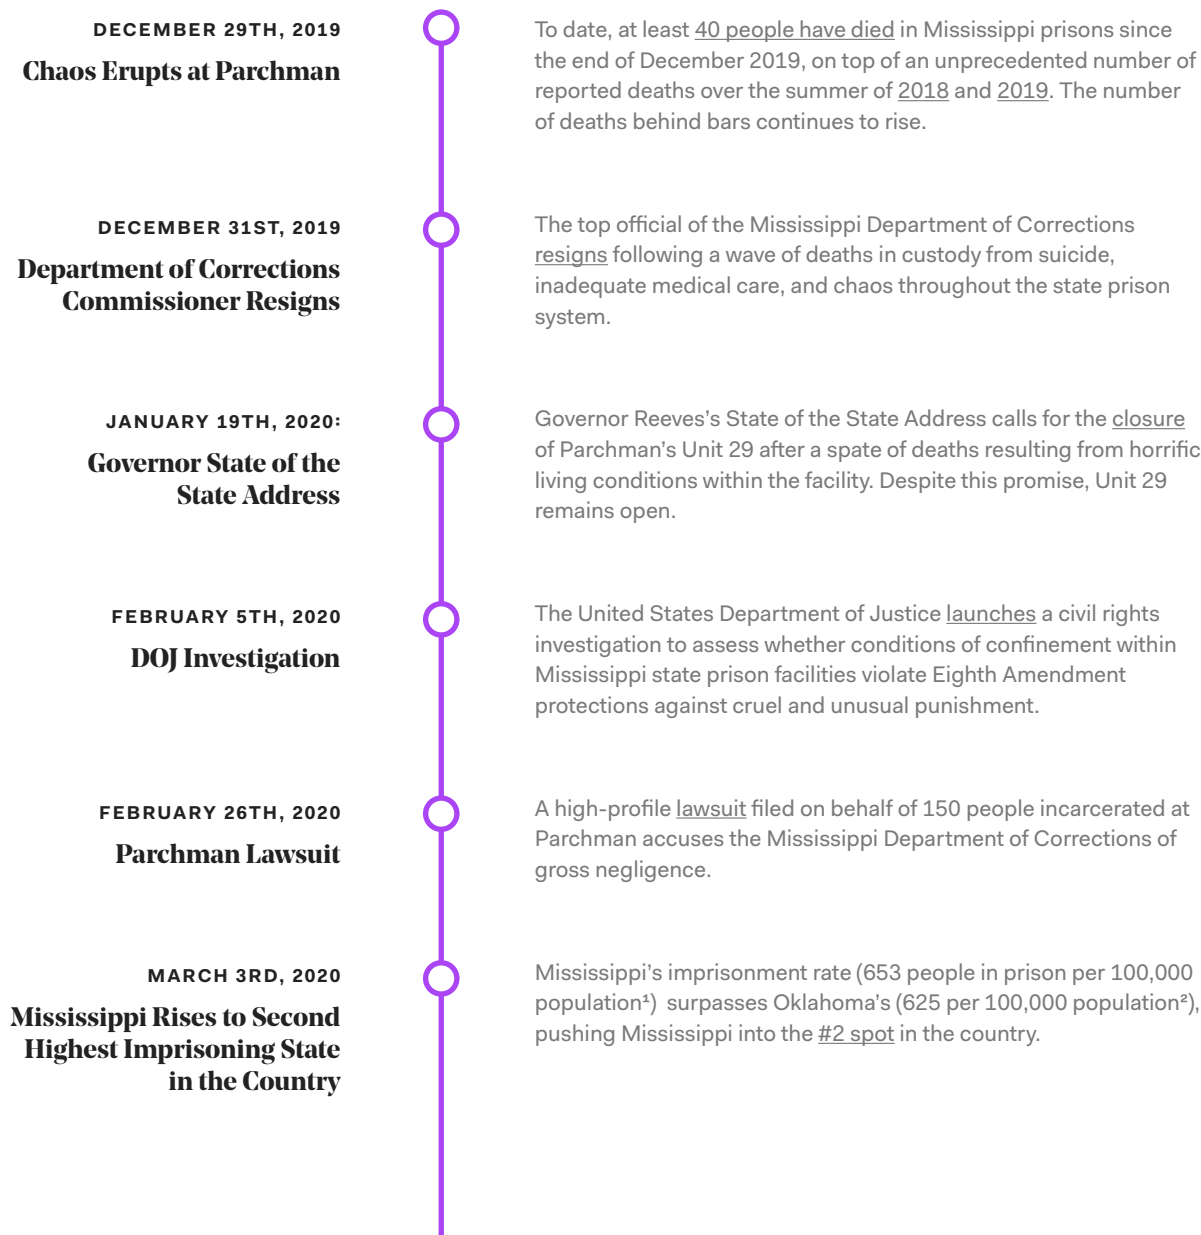 DECEMBER 29TH, 2019
Chaos Erupts at Parchman
To date, at least 40 people have died in Mississippi prisons since
the end of December 2019, on top of an unprecedented number of
reported deaths over the summer of 2018 and 2019. The number
of deaths behind bars continues to rise.
DECEMBER 31ST, 2019
Department of Corrections
Commissioner Resigns
The top official of the Mississippi Department of Corrections
resigns following a wave of deaths in custody from suicide,
inadequate medical care, and chaos throughout the state prison
system.
JANUARY 19TH, 2020:
Governor State of the
State Address
Governor Reeves’s State of the State Address calls for the closure
of Parchman’s Unit 29 after a spate of deaths resulting from horrific
living conditions within the facility. Despite this promise, Unit 29
remains open.
FEBRUARY 5TH, 2020
DOJ Investigation
The United States Department of Justice launches a civil rights
investigation to assess whether conditions of confinement within
Mississippi state prison facilities violate Eighth Amendment
protections against cruel and unusual punishment.
FEBRUARY 26TH, 2020
Parchman Lawsuit
A high-profile lawsuit filed on behalf of 150 people incarcerated at
Parchman accuses the Mississippi Department of Corrections of
gross negligence.
MARCH 3RD, 2020
Mississippi Rises to Second
Highest Imprisoning State
in the Country
Mississippi’s imprisonment rate (653 people in prison per 100,000
population¹) surpasses Oklahoma’s (625 per 100,000 population²),
pushing Mississippi into the #2 spot in the country.